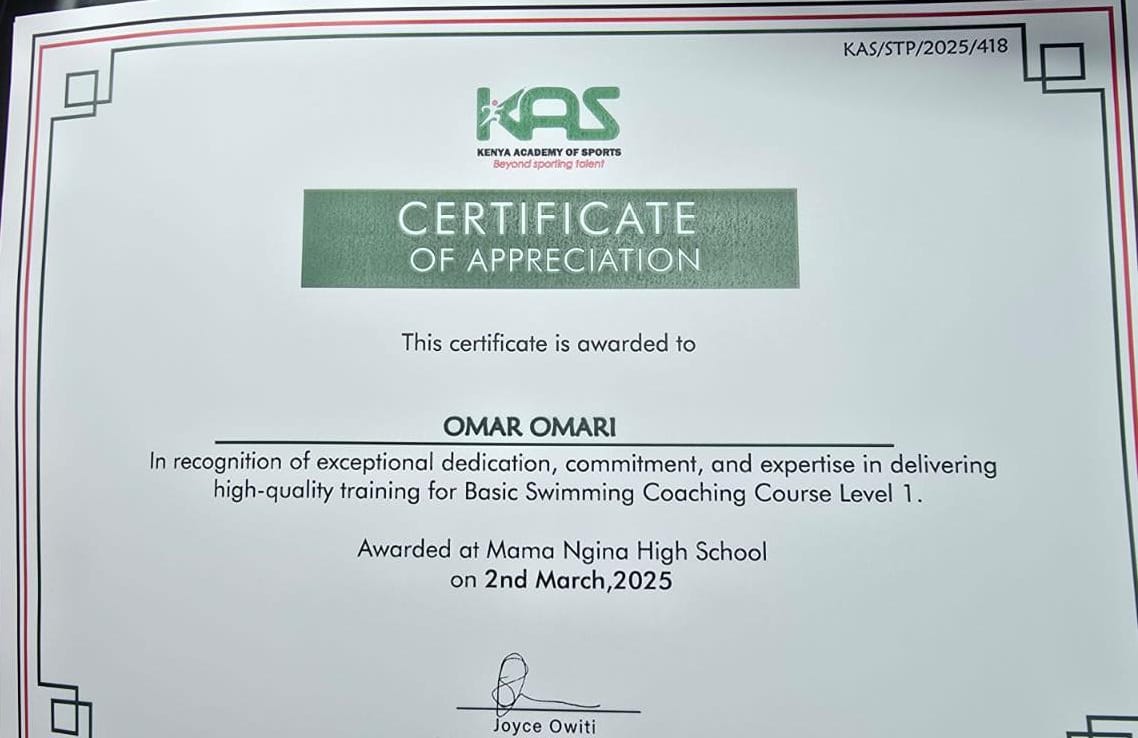 KAS/STP/2025/418
KAS
KENYA ACADEMY OF SPORTS
Beyond sporting talent
CERTIFICATE
OF APPRECIATION
This certificate is awarded to
OMAR OMARI
In recognition of exceptional dedication, commitment, and expertise in delivering
high-quality training for Basic Swimming Coaching Course Level 1.
Awarded at Mama Ngina High School
on 2nd March,2025
Joyce Owiti